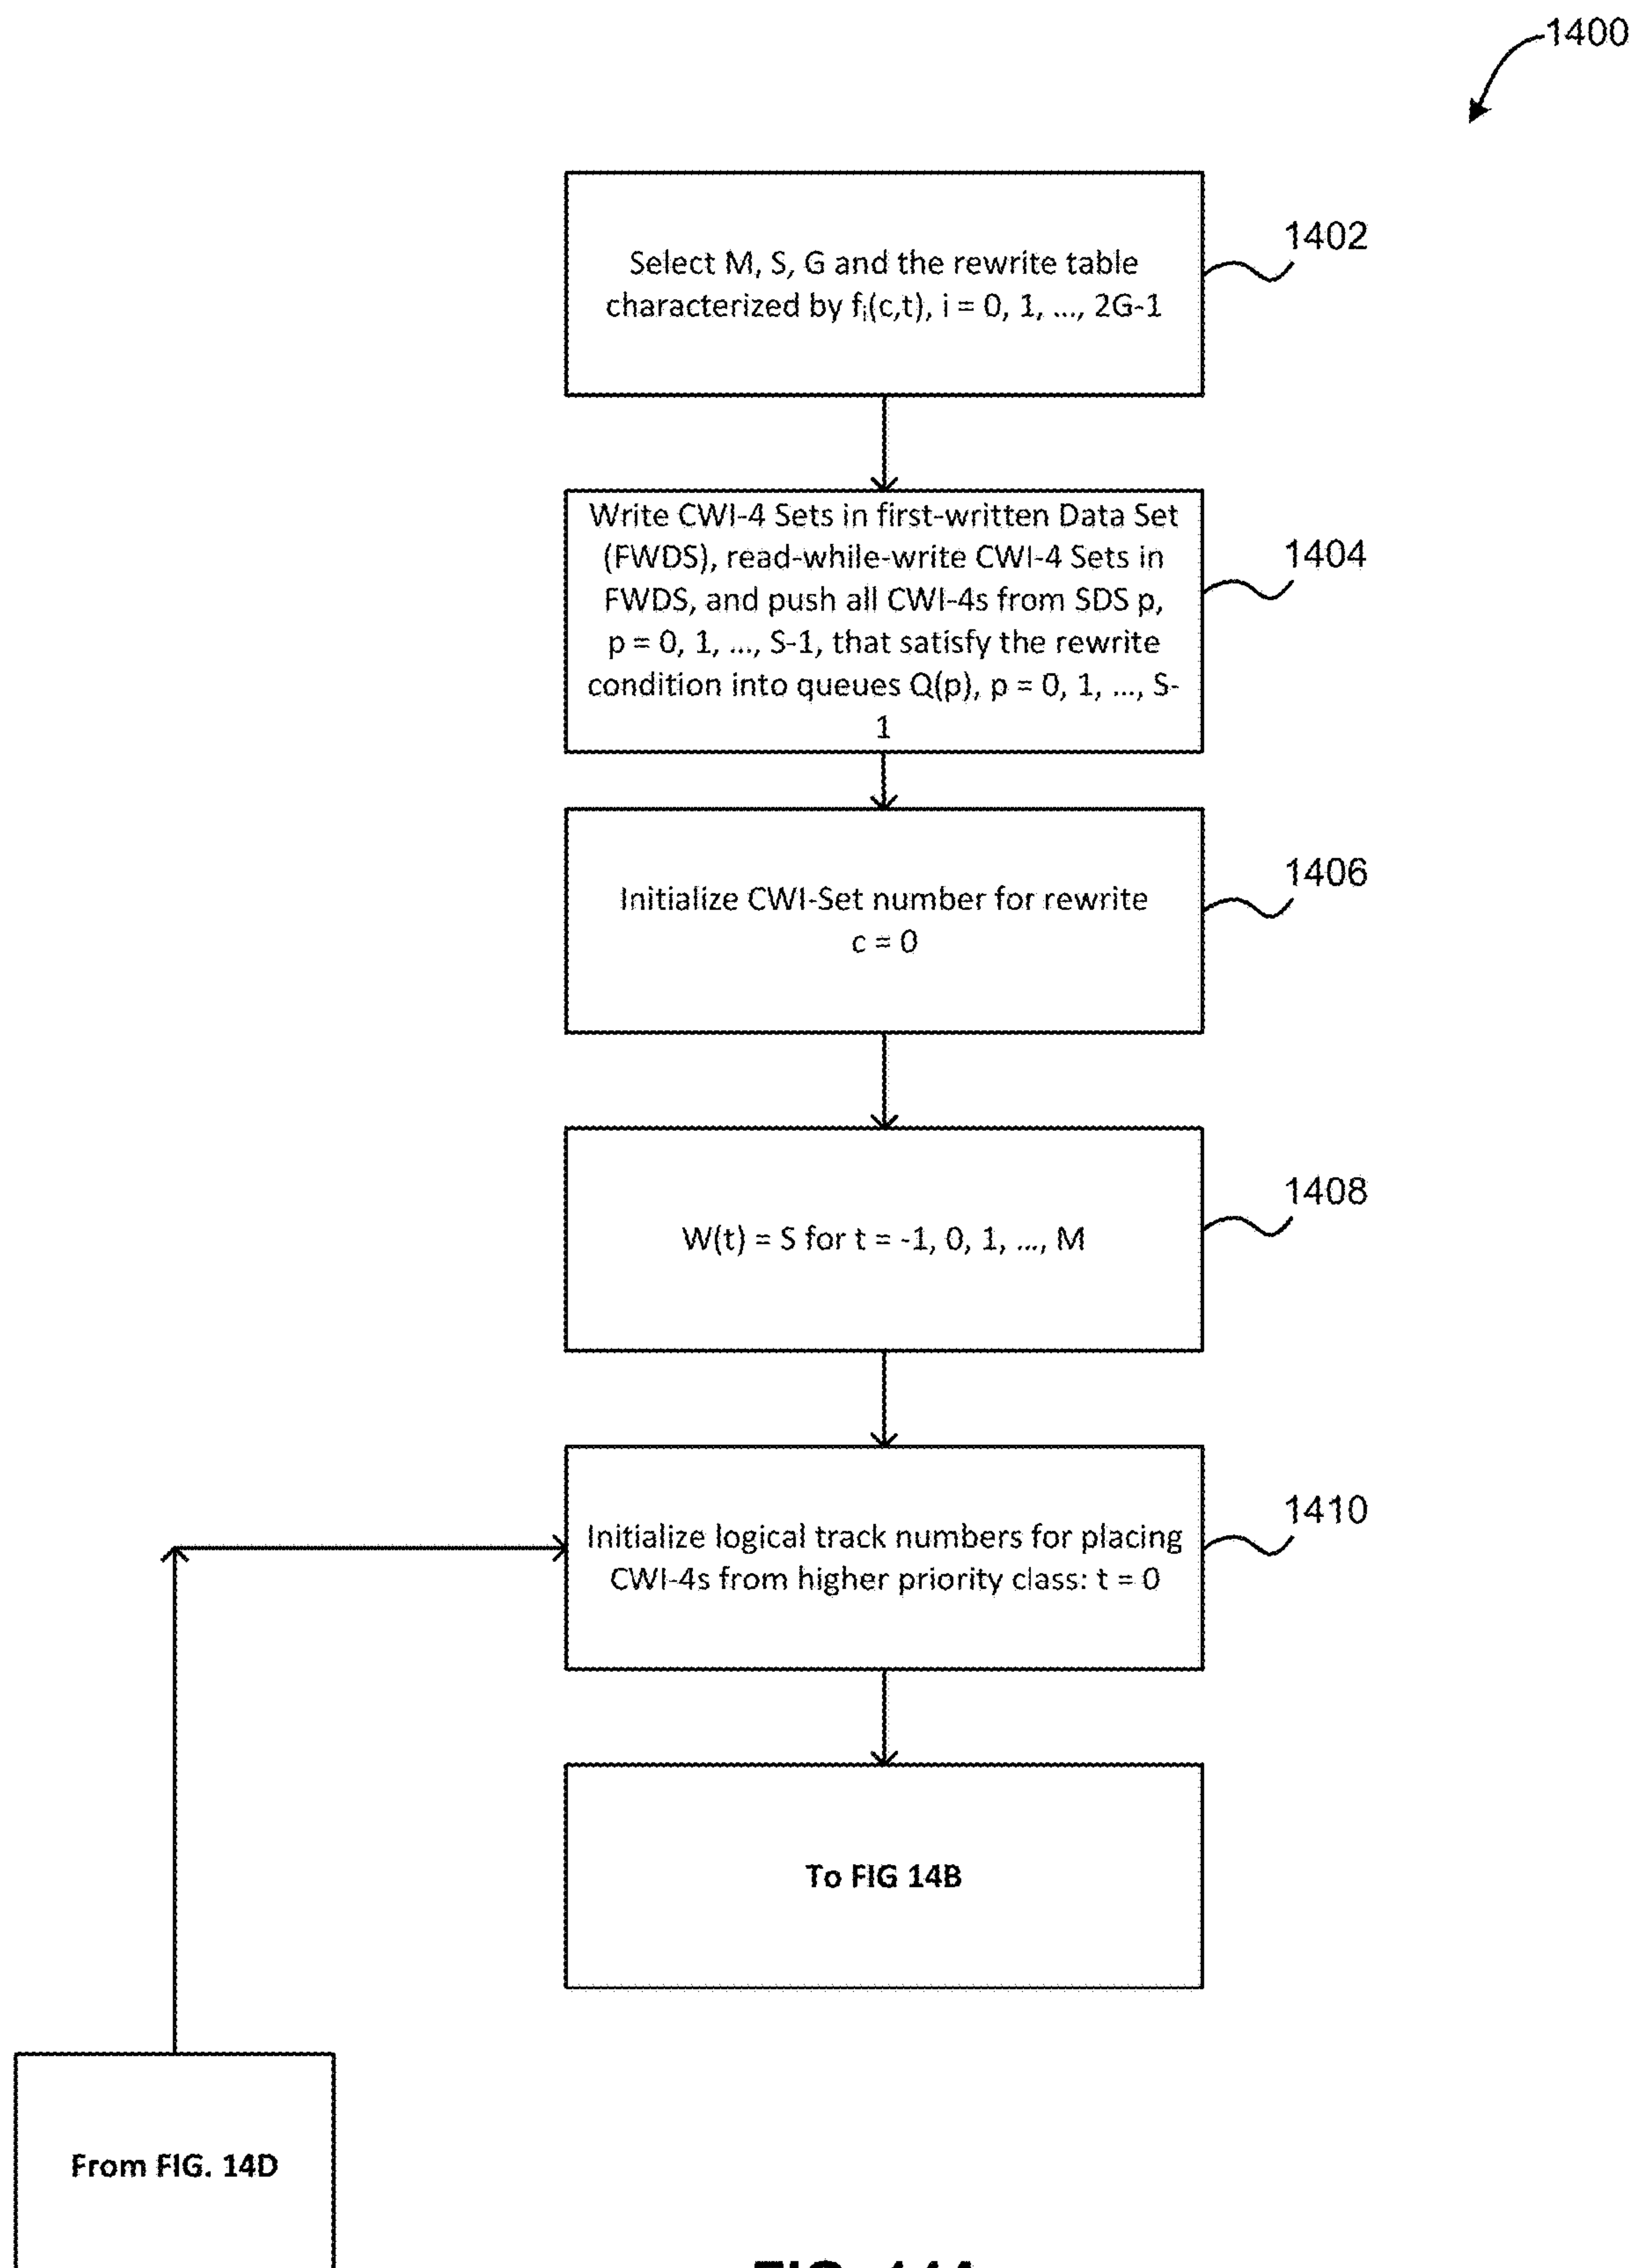 1400
Select M, S, G and the rewrite table
characterized by fᵢ(c,t), i = 0, 1, ..., 2G-1
1402
Write CWI-4 Sets in first-written Data Set
(FWDS), read-while-write CWI-4 Sets in
FWDS, and push all CWI-4s from SDS p,
p = 0, 1, ..., S-1, that satisfy the rewrite
condition into queues Q(p), p = 0, 1, ..., S-
1
1404
Initialize CWI-Set number for rewrite
c = 0
1406
W(t) = S for t = -1, 0, 1, ..., M
1408
Initialize logical track numbers for placing
CWI-4s from higher priority class: t = 0
1410
To FIG 14B
From FIG. 14D